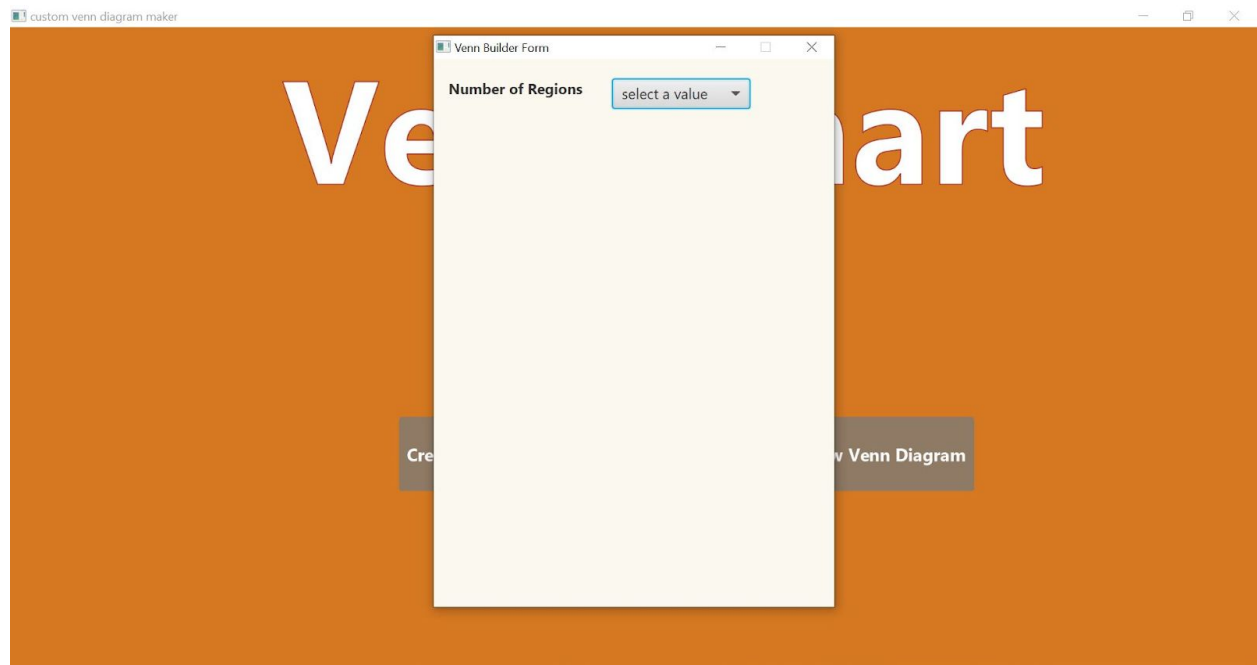 custom venn diagram maker
Venn Builder Form
Number of Regions
select a value
Ve art
Cre w Venn Diagram